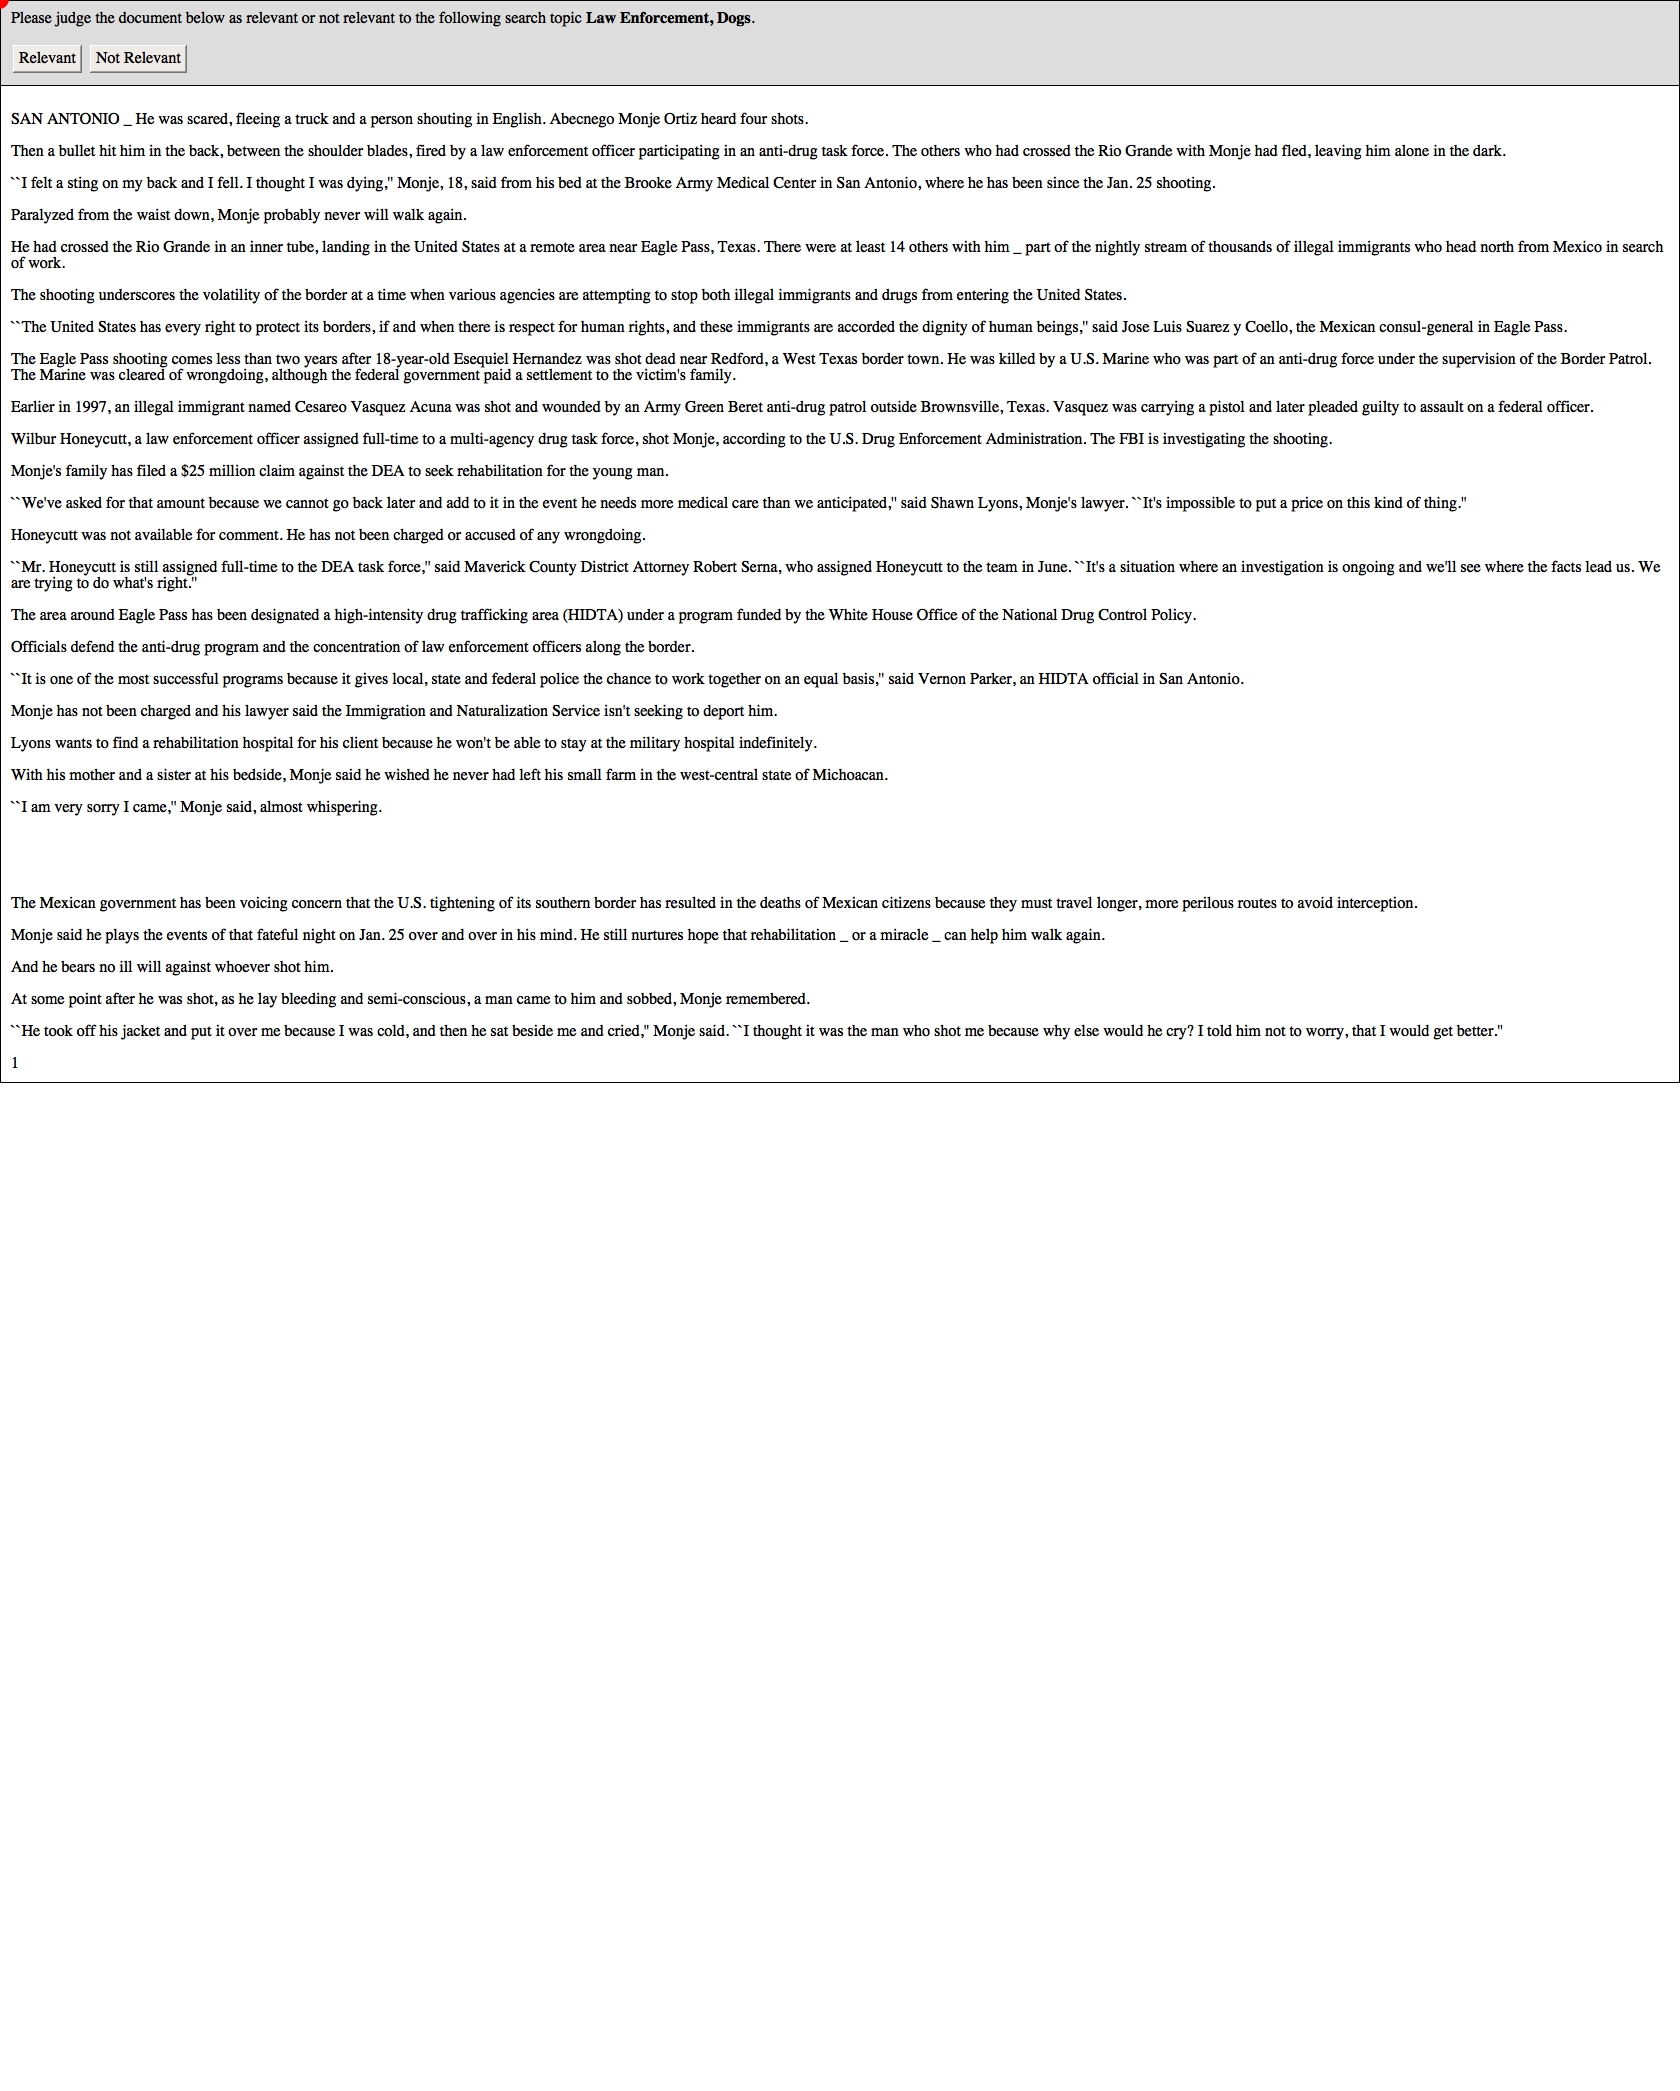 Please judge the document below as relevant or not relevant to the following search topic Law Enforcement, Dogs.
Relevant Not Relevant
SAN ANTONIO _ He was scared, fleeing a truck and a person shouting in English. Abecnego Monje Ortiz heard four shots.
Then a bullet hit him in the back, between the shoulder blades, fired by a law enforcement officer participating in an anti-drug task force. The others who had crossed the Rio Grande with Monje had fled, leaving him alone in the dark.
``I felt a sting on my back and I fell. I thought I was dying,'' Monje, 18, said from his bed at the Brooke Army Medical Center in San Antonio, where he has been since the Jan. 25 shooting.
Paralyzed from the waist down, Monje probably never will walk again.
He had crossed the Rio Grande in an inner tube, landing in the United States at a remote area near Eagle Pass, Texas. There were at least 14 others with him _ part of the nightly stream of thousands of illegal immigrants who head north from Mexico in search
of work.
The shooting underscores the volatility of the border at a time when various agencies are attempting to stop both illegal immigrants and drugs from entering the United States.
``The United States has every right to protect its borders, if and when there is respect for human rights, and these immigrants are accorded the dignity of human beings,'' said Jose Luis Suarez y Coello, the Mexican consul-general in Eagle Pass.
The Eagle Pass shooting comes less than two years after 18-year-old Esequiel Hernandez was shot dead near Redford, a West Texas border town. He was killed by a U.S. Marine who was part of an anti-drug force under the supervision of the Border Patrol.
The Marine was cleared of wrongdoing, although the federal government paid a settlement to the victim's family.
Earlier in 1997, an illegal immigrant named Cesareo Vasquez Acuna was shot and wounded by an Army Green Beret anti-drug patrol outside Brownsville, Texas. Vasquez was carrying a pistol and later pleaded guilty to assault on a federal officer.
Wilbur Honeycutt, a law enforcement officer assigned full-time to a multi-agency drug task force, shot Monje, according to the U.S. Drug Enforcement Administration. The FBI is investigating the shooting.
Monje's family has filed a $25 million claim against the DEA to seek rehabilitation for the young man.
``We've asked for that amount because we cannot go back later and add to it in the event he needs more medical care than we anticipated,'' said Shawn Lyons, Monje's lawyer. ``It's impossible to put a price on this kind of thing.''
Honeycutt was not available for comment. He has not been charged or accused of any wrongdoing.
``Mr. Honeycutt is still assigned full-time to the DEA task force,'' said Maverick County District Attorney Robert Serna, who assigned Honeycutt to the team in June. ``It's a situation where an investigation is ongoing and we'll see where the facts lead us. We
are trying to do what's right.''
The area around Eagle Pass has been designated a high-intensity drug trafficking area (HIDTA) under a program funded by the White House Office of the National Drug Control Policy.
Officials defend the anti-drug program and the concentration of law enforcement officers along the border.
``It is one of the most successful programs because it gives local, state and federal police the chance to work together on an equal basis,'' said Vernon Parker, an HIDTA official in San Antonio.
Monje has not been charged and his lawyer said the Immigration and Naturalization Service isn't seeking to deport him.
Lyons wants to find a rehabilitation hospital for his client because he won't be able to stay at the military hospital indefinitely.
With his mother and a sister at his bedside, Monje said he wished he never had left his small farm in the west-central state of Michoacan.
``I am very sorry I came,'' Monje said, almost whispering.
The Mexican government has been voicing concern that the U.S. tightening of its southern border has resulted in the deaths of Mexican citizens because they must travel longer, more perilous routes to avoid interception.
Monje said he plays the events of that fateful night on Jan. 25 over and over in his mind. He still nurtures hope that rehabilitation _ or a miracle _ can help him walk again.
And he bears no ill will against whoever shot him.
At some point after he was shot, as he lay bleeding and semi-conscious, a man came to him and sobbed, Monje remembered.
``He took off his jacket and put it over me because I was cold, and then he sat beside me and cried,'' Monje said. ``I thought it was the man who shot me because why else would he cry? I told him not to worry, that I would get better.''
1